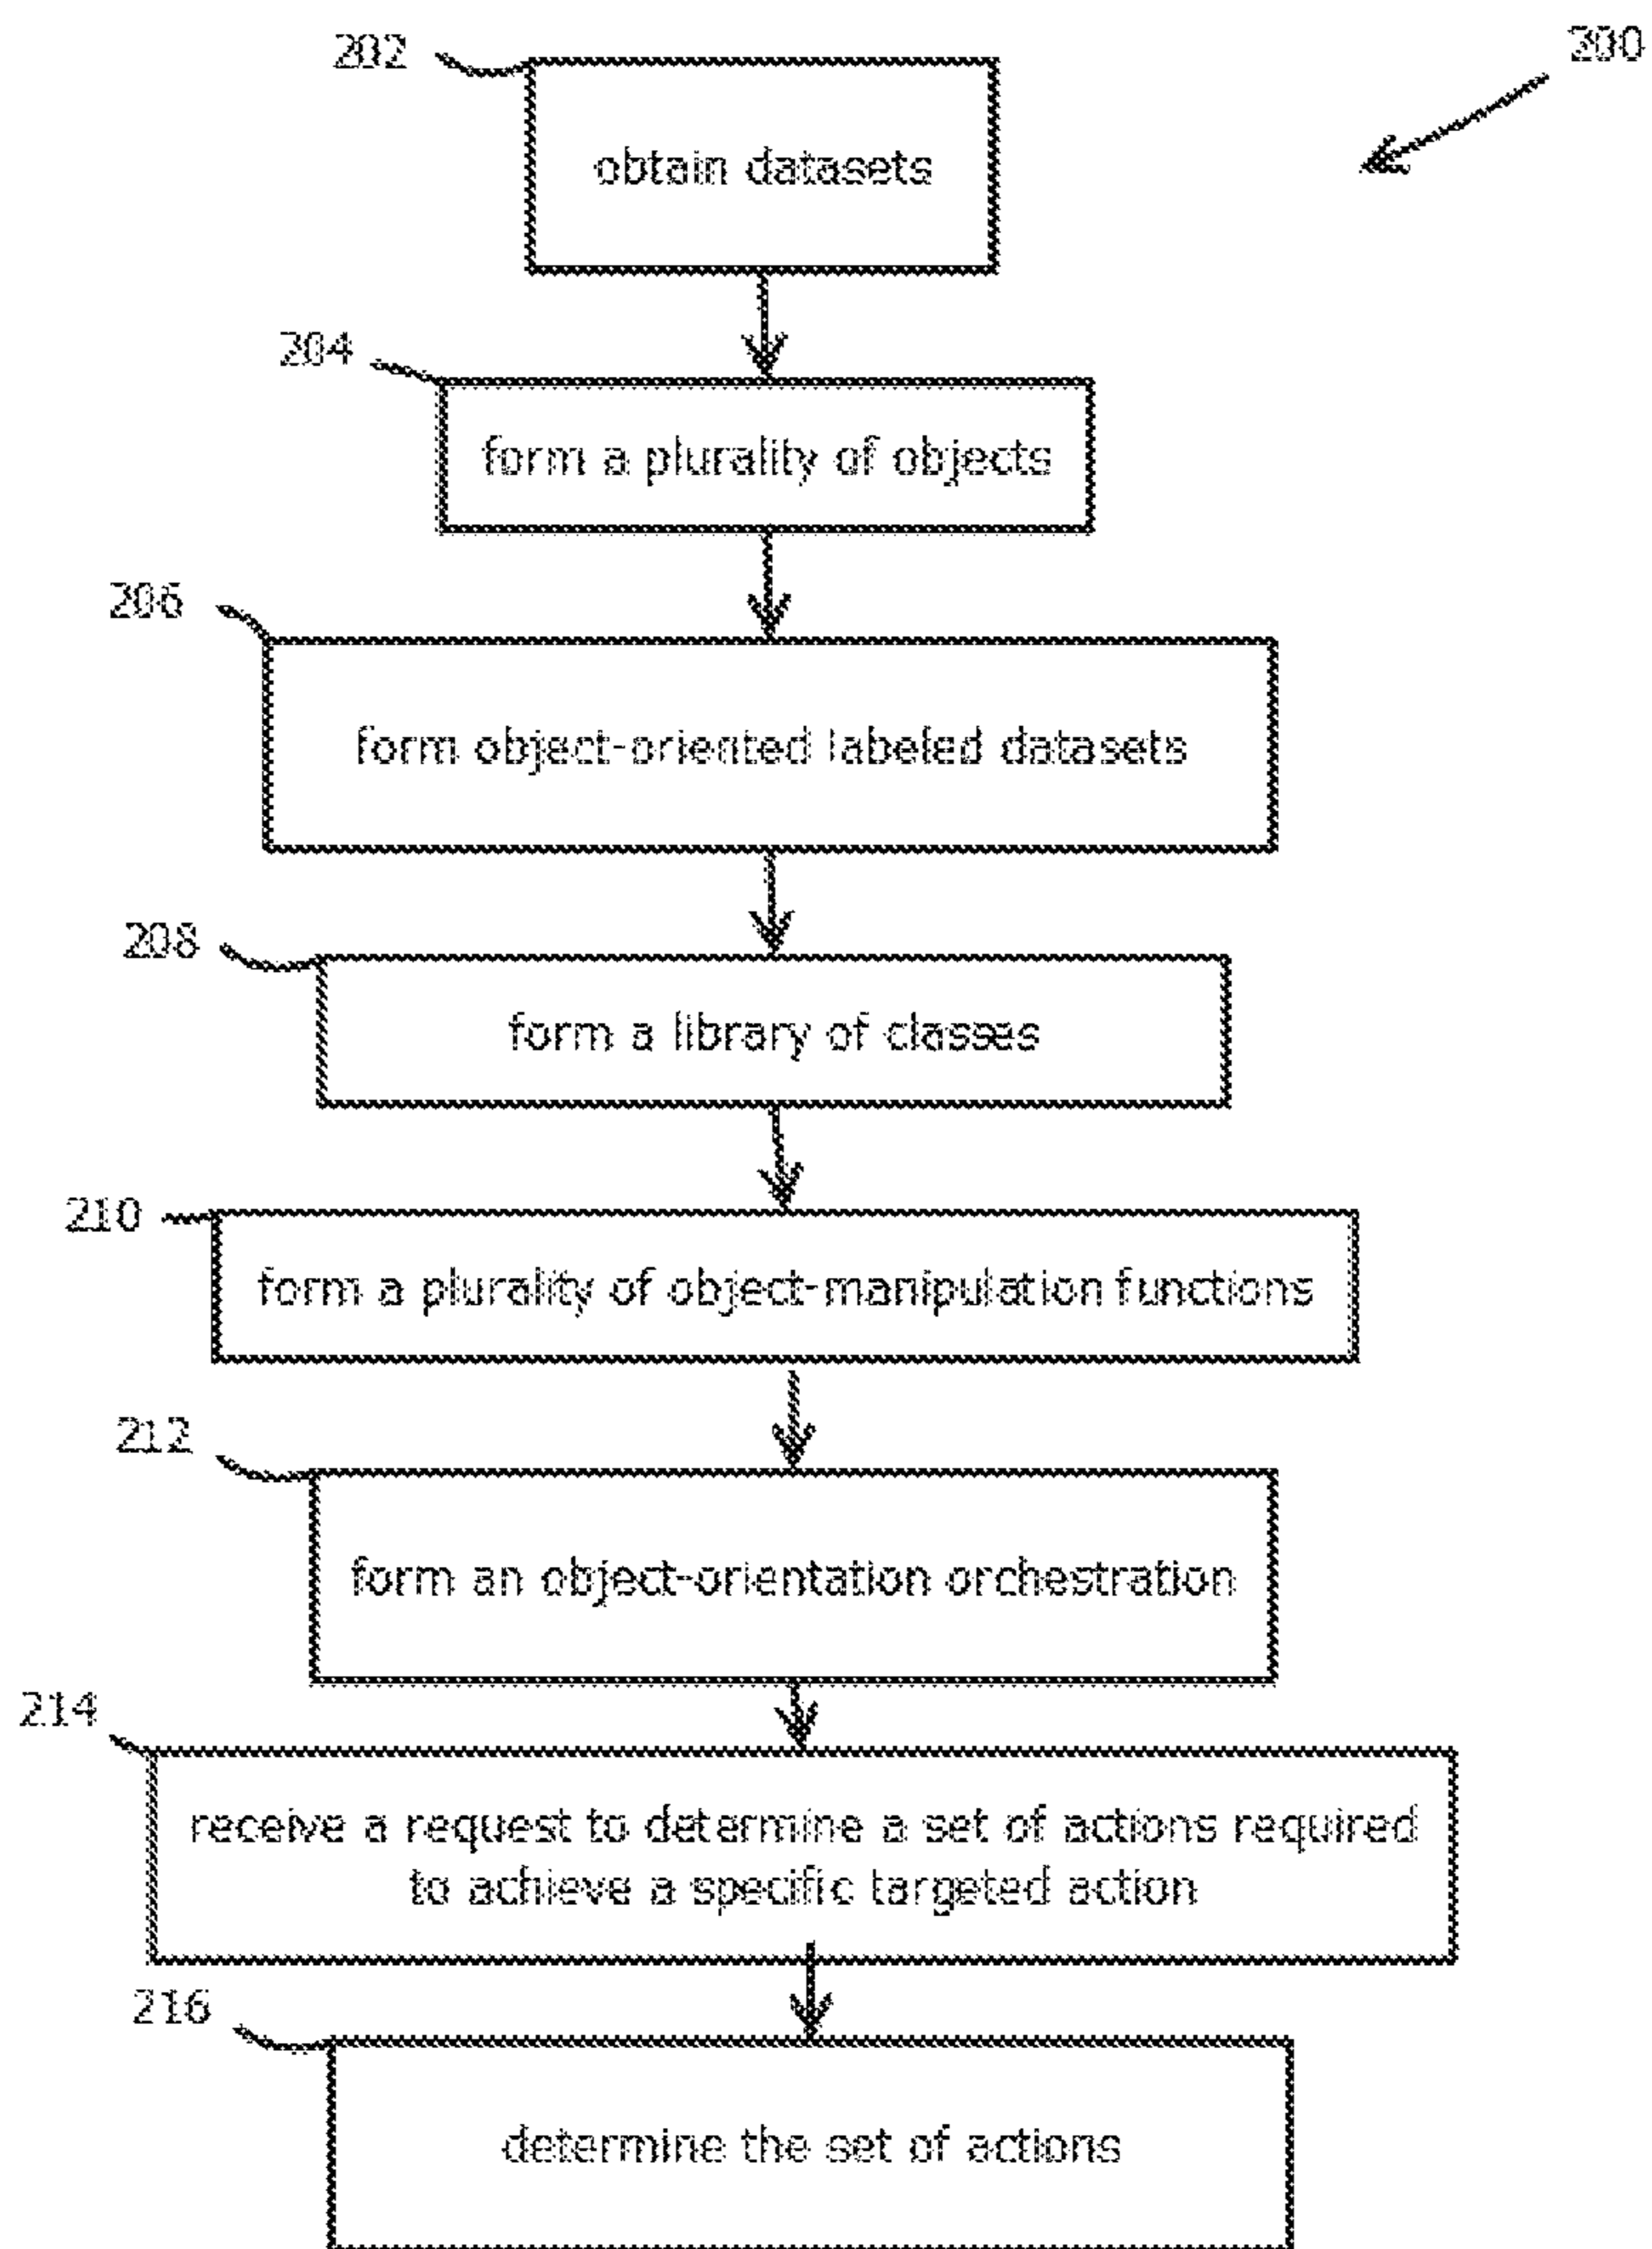 200
202
obtain datasets
204
form a plurality of objects
206
form object-oriented labeled datasets
208
form a library of classes
210
form a plurality of object-manipulation functions
212
form an object-orientation orchestration
214
receive a request to determine a set of actions required
to achieve a specific targeted action
216
determine the set of actions